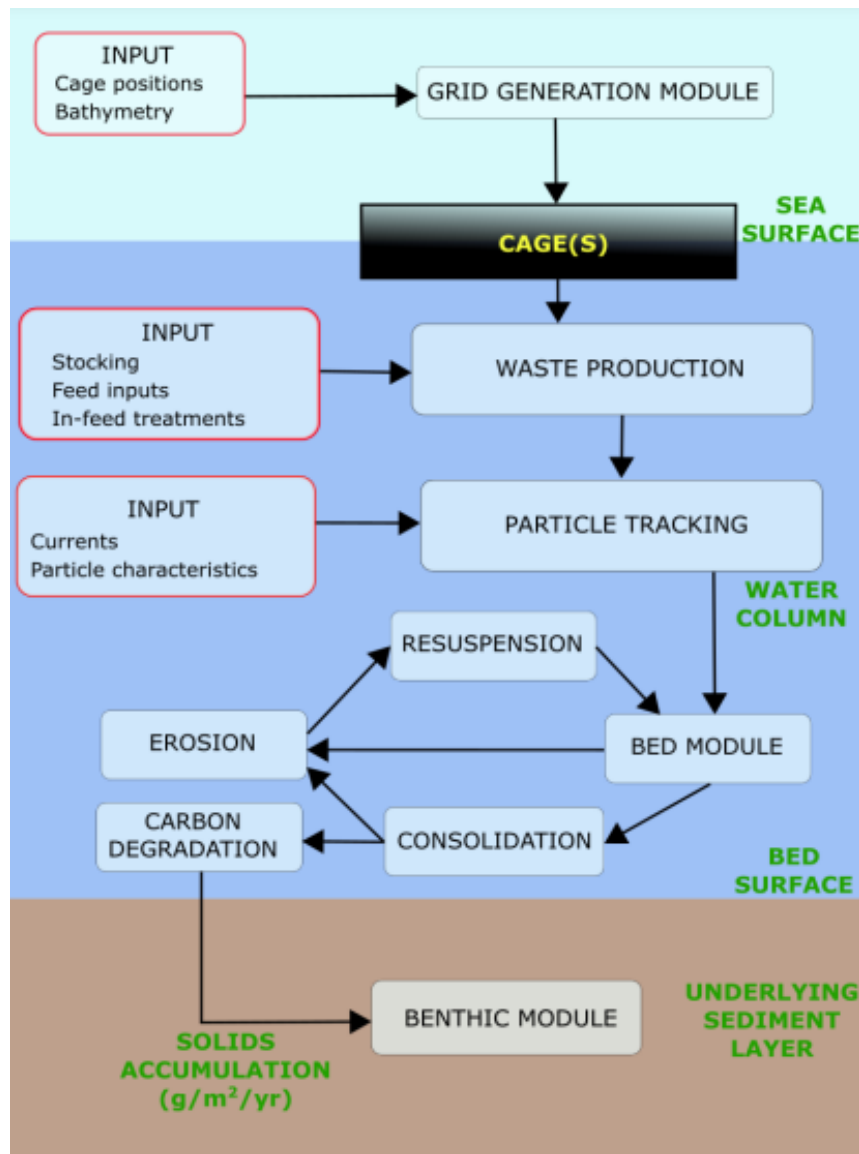 INPUT
Cage positions
Bathymetry
GRID GENERATION MODULE
SEA
SURFACE
CAGE(S)
INPUT
Stocking
Feed inputs
In-feed treatments
WASTE PRODUCTION
INPUT
Currents
Particle characteristics
PARTICLE TRACKING
WATER
COLUMN
RESUSPENSION
EROSION
BED MODULE
CARBON
DEGRADATION
CONSOLIDATION
BED
SURFACE
BENTHIC MODULE
UNDERLYING
SEDIMENT
LAYER
SOLIDS
ACCUMULATION
(g/m²/yr)